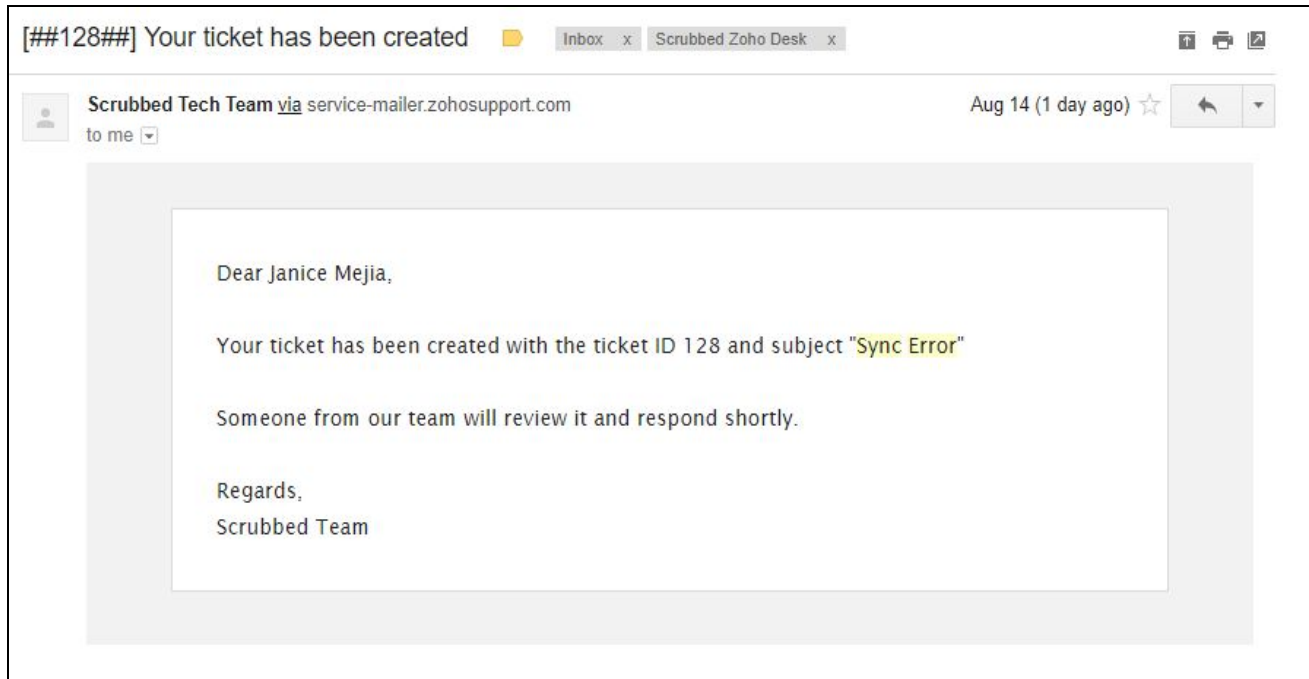 [##128##] Your ticket has been created Inbox x Scrubbed Zoho Desk x
Scrubbed Tech Team via service-mailer.zohosupport.com Aug 14 (1 day ago)
to me
Dear Janice Mejia,
Your ticket has been created with the ticket ID 128 and subject "Sync Error"
Someone from our team will review it and respond shortly.
Regards,
Scrubbed Team